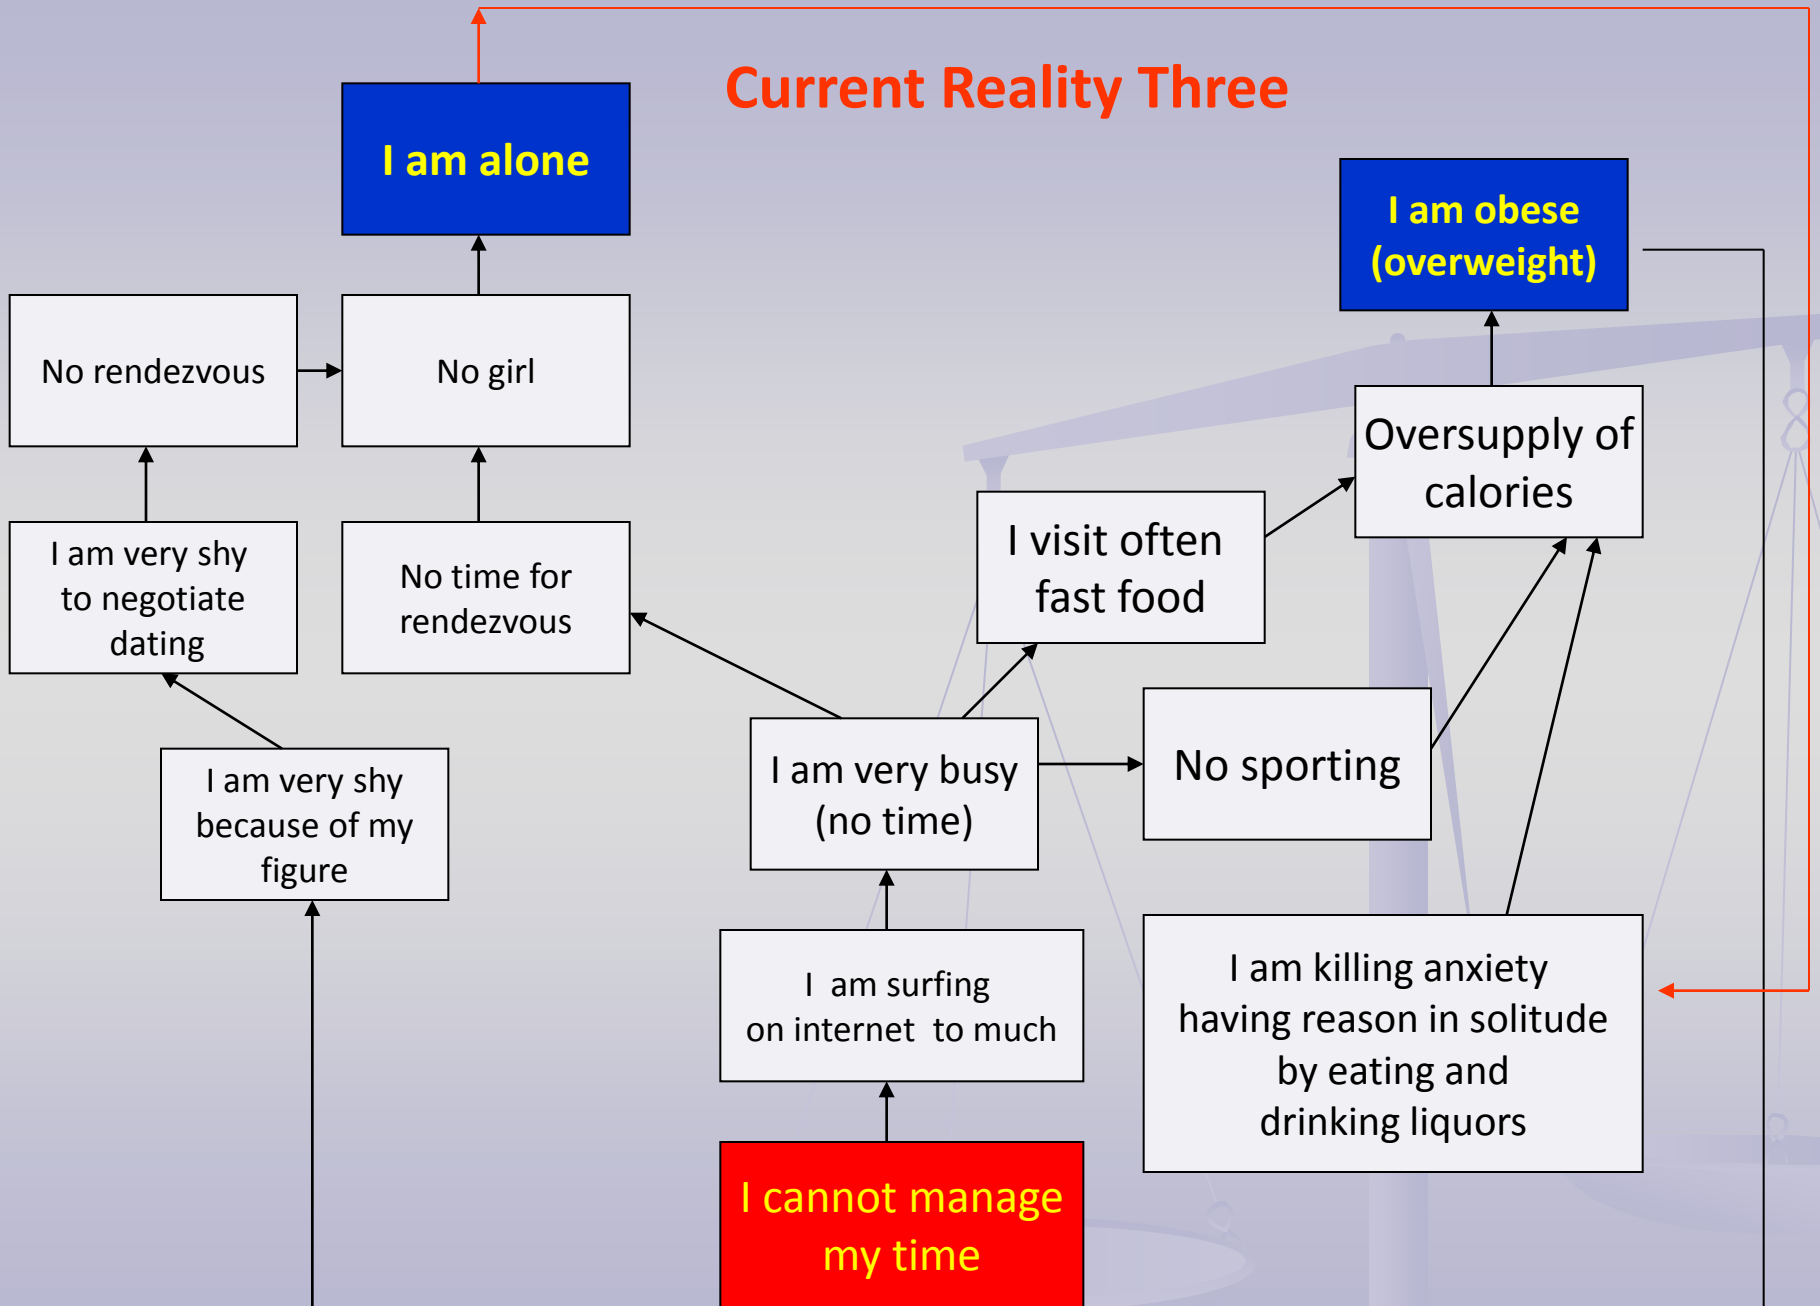 Current Reality Three
I am alone
I am obese
(overweight)
No rendezvous
No girl
Oversupply of
calories
I am very shy
to negotiate
dating
No time for
rendezvous
I visit often
fast food
I am very shy
because of my
figure
I am very busy
(no time)
No sporting
I am surfing
on internet to much
I am killing anxiety
having reason in solitude
by eating and
drinking liquors
I cannot manage
my time